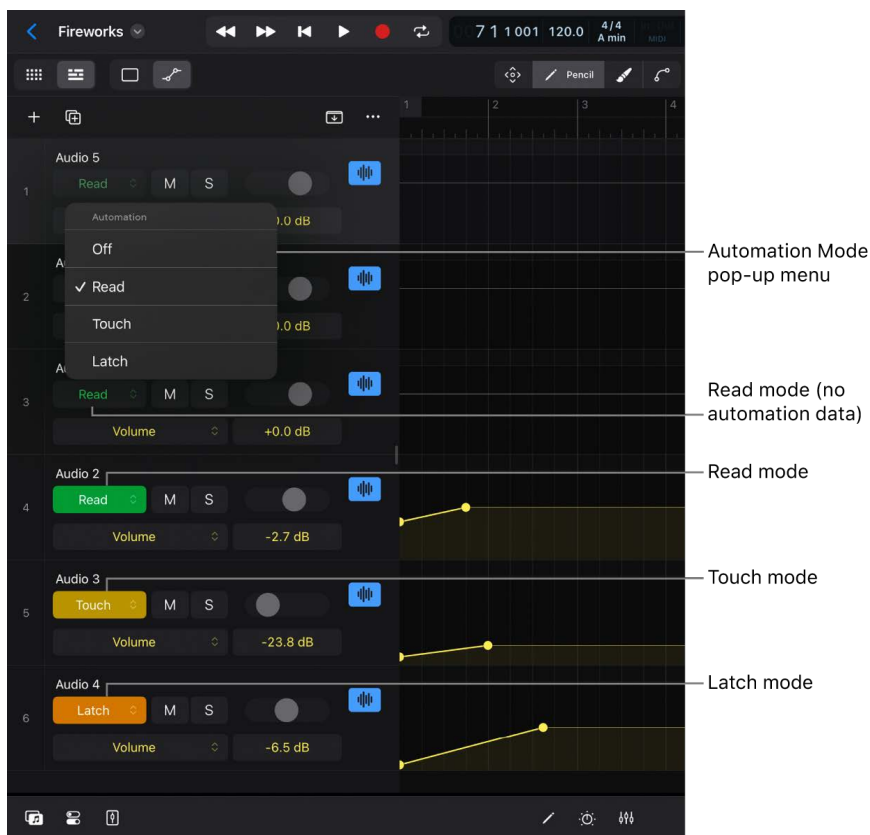 Fireworks
7 1 1 001 120.0 4/4
A min
MIDI
Pencil
1 2 3 4
Audio 5
1 Read M S
Automation
0.0 dB
Off
Automation Mode
pop-up menu
A
2 Read
0.0 dB
Touch
Latch
A
3 Read M S
Read mode (no
automation data)
Volume +0.0 dB
Audio 2
Read mode
4 Read M S
Volume -2.7 dB
Audio 3
Touch mode
5 Touch M S
Volume -23.8 dB
Audio 4
Latch mode
6 Latch M S
Volume -6.5 dB